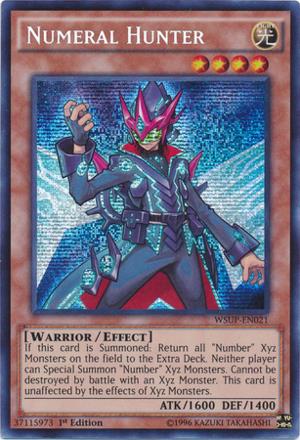 NUMERAL HUNTER
LIGHT
光
WSUP-EN021
[WARRIOR / EFFECT]
If this card is Summoned: Return all "Number" Xyz
Monsters on the field to the Extra Deck. Neither player
can Special Summon "Number" Xyz Monsters. Cannot be
destroyed by battle with an Xyz Monster. This card is
unaffected by the effects of Xyz Monsters.
ATK/1600 DEF/1400
37115973 1st Edition ©1996 KAZUKI TAKAHASHI